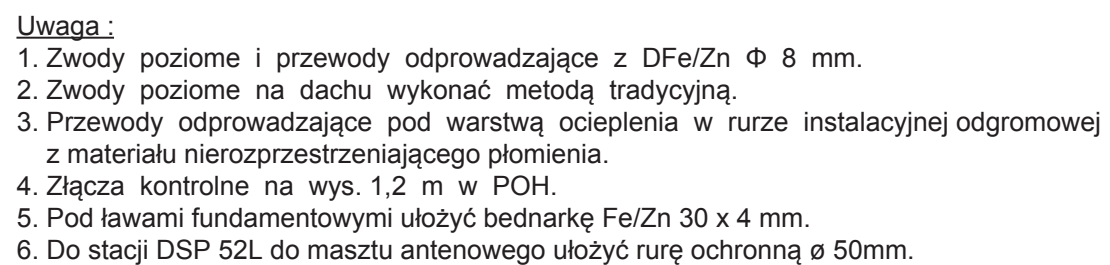 Uwaga :
1. Zwody poziome i przewody odprowadzające z DFe/Zn Φ 8 mm.
2. Zwody poziome na dachu wykonać metodą tradycyjną.
3. Przewody odprowadzające pod warstwą ocieplenia w rurze instalacyjnej odgromowej
z materiału nierozprzestrzeniającego płomienia.
4. Złącza kontrolne na wys. 1,2 m w POH.
5. Pod ławami fundamentowymi ułożyć bednarkę Fe/Zn 30 x 4 mm.
6. Do stacji DSP 52L do masztu antenowego ułożyć rurę ochronną ø 50mm.